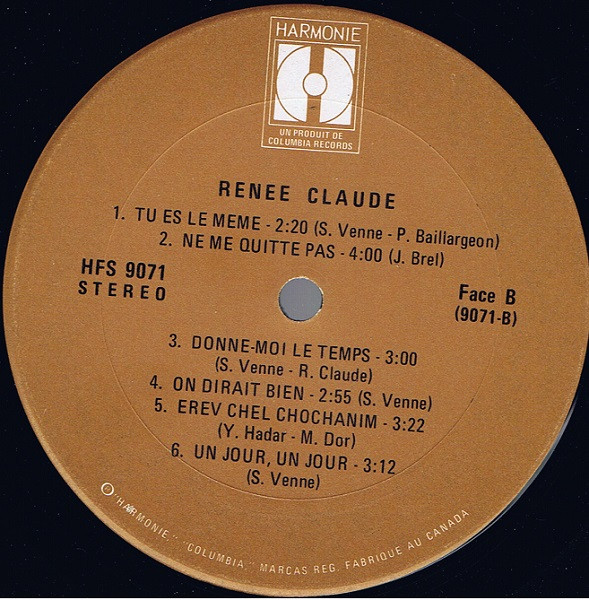 HARMONIE
UN PRODUIT DE
COLUMBIA RECORDS
RENEE CLAUDE
1. TU ES LE MEME - 2:20 (S. Venne - P. Baillargeon)
2. NE ME QUITTE PAS - 4:00 (J. Brel)
HFS 9071
STEREO
Face B
(9071-B)
3. DONNE-MOI LE TEMPS - 3:00
(S. Venne - R. Claude)
4. ON DIRAIT BIEN - 2:55 (S. Venne)
5. EREV CHEL CHOCHANIM - 3:22
(Y. Hadar - M. Dor)
6. UN JOUR, UN JOUR - 3:12
(S. Venne)
® "HARMONIE," "COLUMBIA," MARCAS REG. FABRIQUE AU CANADA